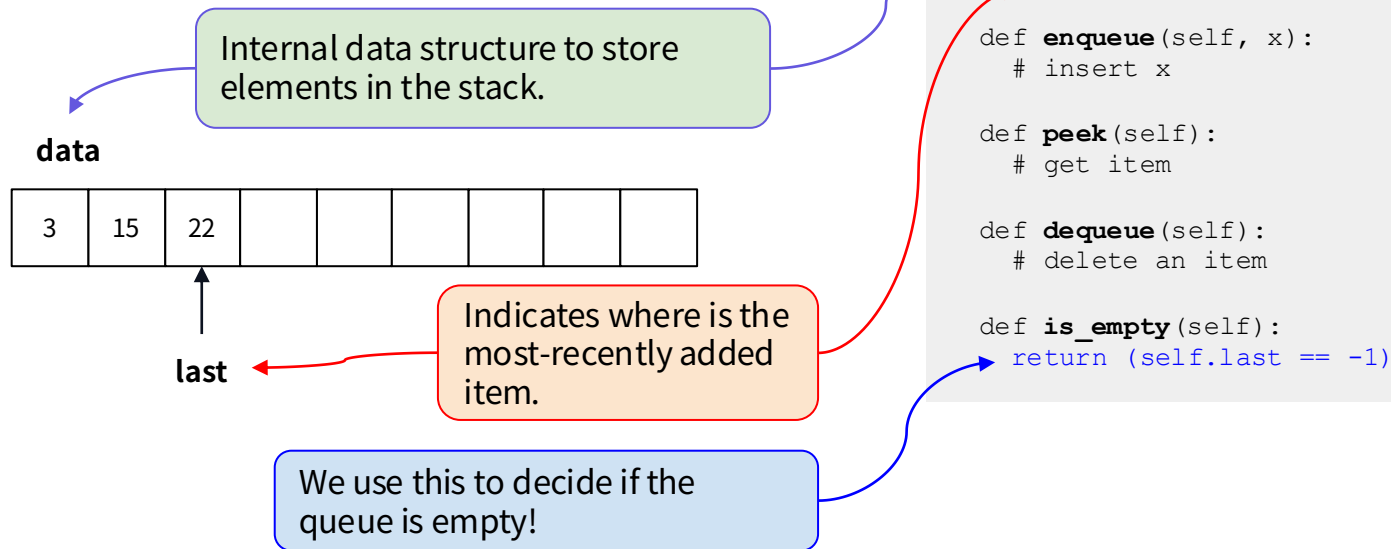 Internal data structure to store
elements in the stack.
data
3 15 22
last
Indicates where is the
most-recently added
item.
We use this to decide if the
queue is empty!
def enqueue(self, x):
# insert x
def peek(self):
# get item
def dequeue(self):
# delete an item
def is_empty(self):
return (self.last == -1)